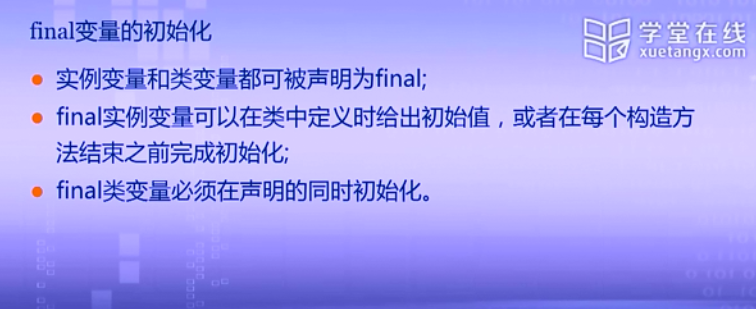 final变量的初始化
学堂在线
xuetangx.com
实例变量和类变量都可被声明为final;
final实例变量可以在类中定义时给出初始值，或者在每个构造方
法结束之前完成初始化;
final类变量必须在声明的同时初始化。